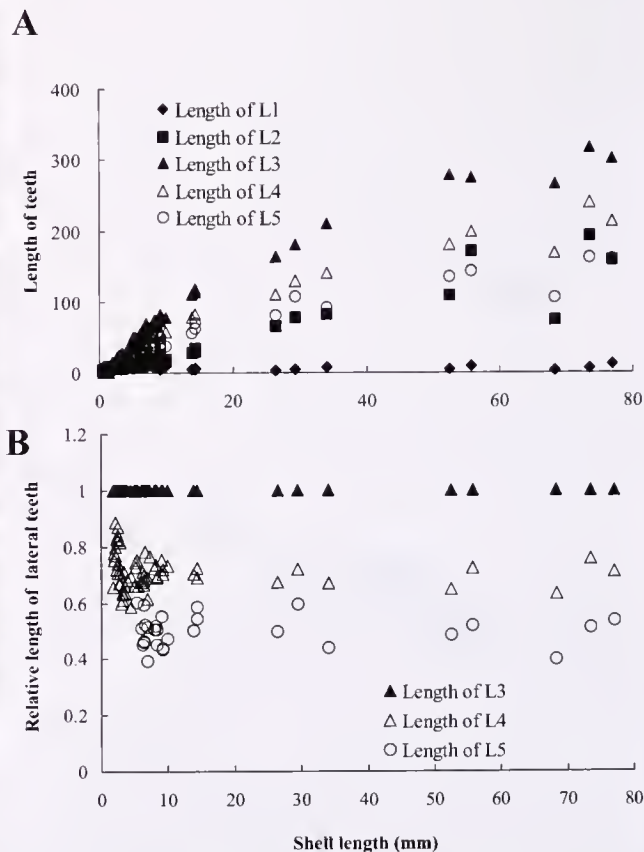 A
400
300
200
100
0
Length of teeth
◆ Length of L1
■ Length of L2
▲ Length of L3
△ Length of L4
○ Length of L5
0 20 40 60 80
B
1.2
1
0.8
0.6
0.4
0.2
0
Relative length of lateral teeth
▲ Length of L3
△ Length of L4
○ Length of L5
0 10 20 30 40 50 60 70 80
Shell length (mm)